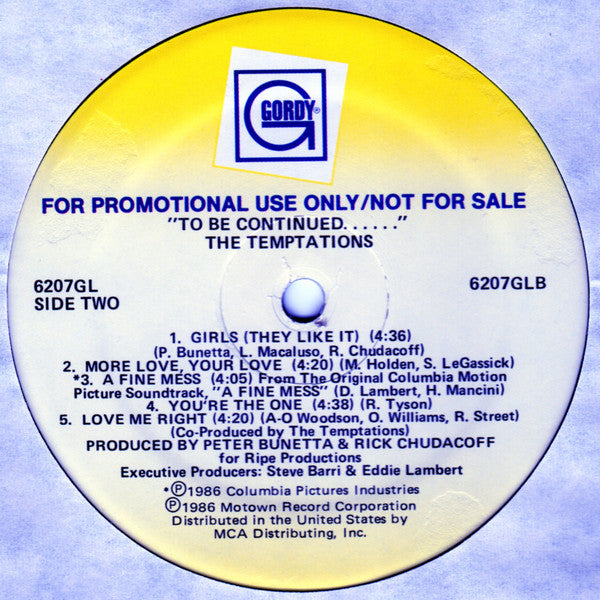 GORDY®
FOR PROMOTIONAL USE ONLY/NOT FOR SALE
"TO BE CONTINUED......"
THE TEMPTATIONS
6207GL
SIDE TWO
6207GLB
1. GIRLS (THEY LIKE IT) (4:36)
(P. Bunetta, L. Macaluso, R. Chudacoff)
2. MORE LOVE, YOUR LOVE (4:20) (M. Holden, S. LeGassick)
*3. A FINE MESS (4:05) From The Original Columbia Motion
Picture Soundtrack, "A FINE MESS" (D. Lambert, H. Mancini)
4. YOU'RE THE ONE (4:38) (R. Tyson)
5. LOVE ME RIGHT (4:20) (A-O Woodson, O. Williams, R. Street)
(Co-Produced by The Temptations)
PRODUCED BY PETER BUNETTA & RICK CHUDACOFF
for Ripe Productions
Executive Producers: Steve Barri & Eddie Lambert
*℗1986 Columbia Pictures Industries
℗1986 Motown Record Corporation
Distributed in the United States by
MCA Distributing, Inc.